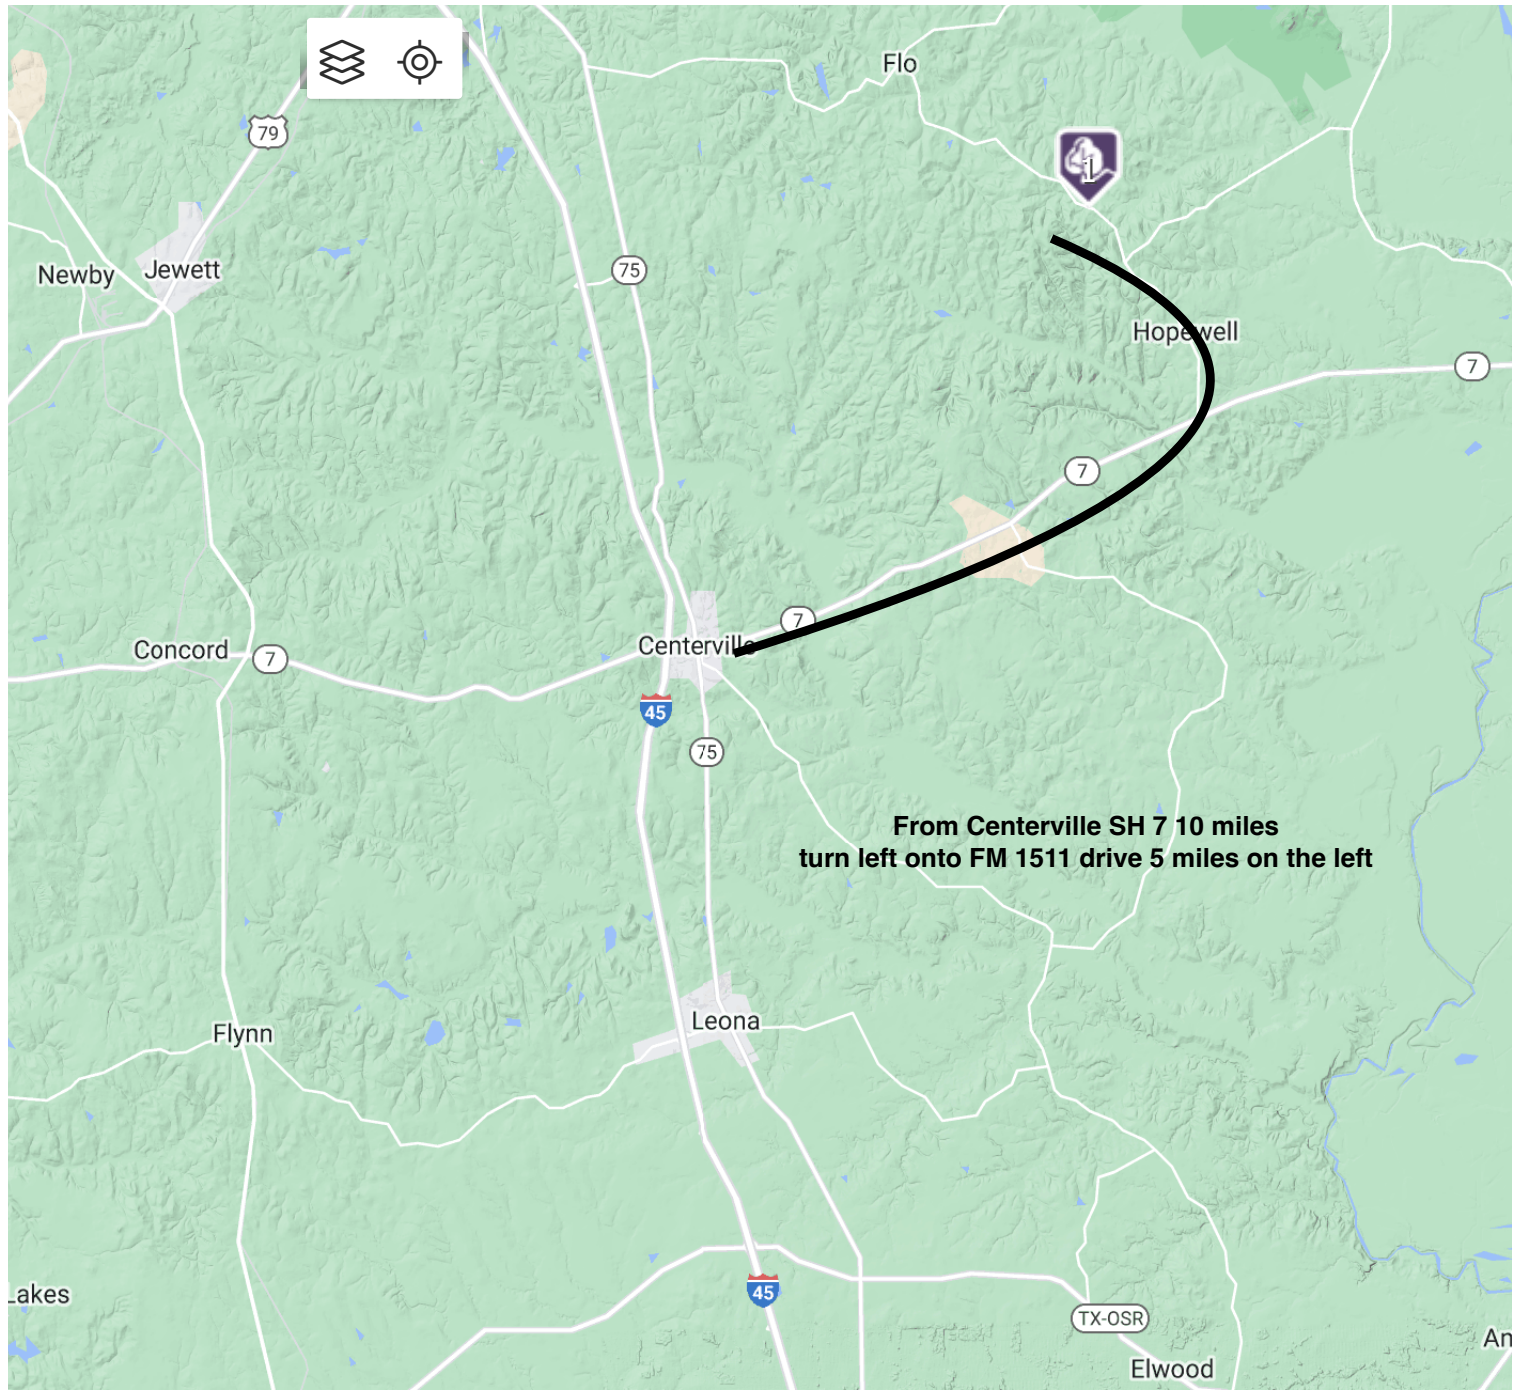 Flo
79
1
75
Newby
Jewett
Hopewell
7
7
7
Centerville
Concord
7
45
75
From Centerville SH 7 10 miles
turn left onto FM 1511 drive 5 miles on the left
Leona
Flynn
45
Lakes
TX-OSR
An
Elwood